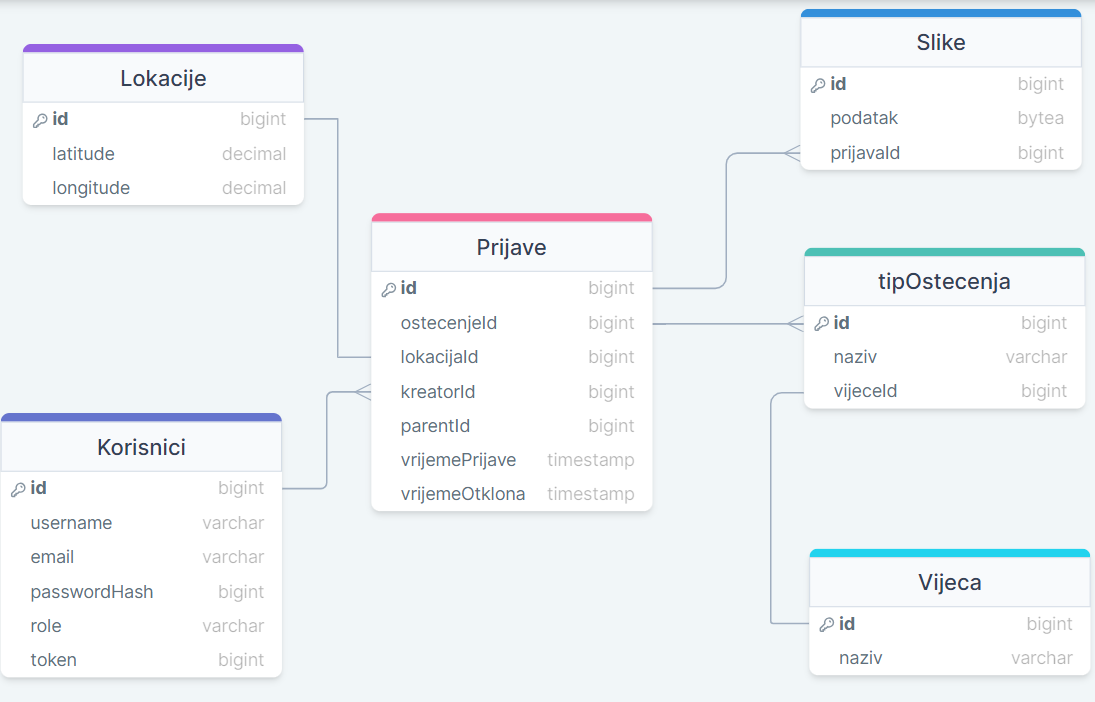 Lokacije
id bigint
latitude decimal
longitude decimal
Korisnici
id bigint
username varchar
email varchar
passwordHash bigint
role varchar
token bigint
Prijave
id bigint
ostecenjeId bigint
lokacijaId bigint
kreatorId bigint
parentId bigint
vrijemePrijave timestamp
vrijemeOtklona timestamp
Slike
id bigint
podatak bytea
prijavaId bigint
tipOstecenja
id bigint
naziv varchar
vijeceId bigint
Vijeca
id bigint
naziv varchar